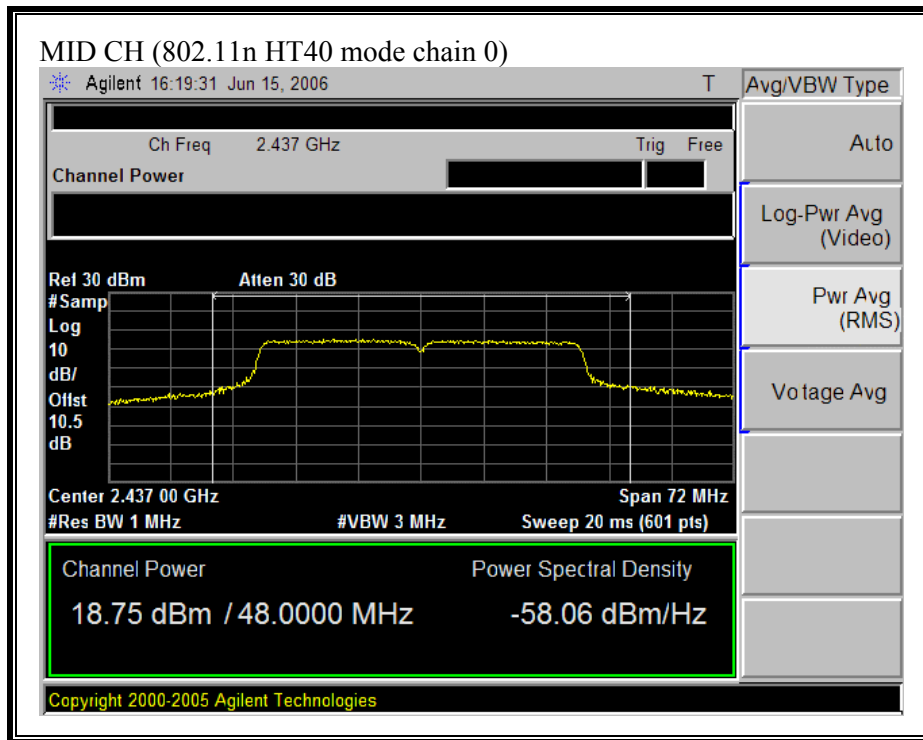 MID CH (802.11n HT40 mode chain 0)
Agilent 16:19:31 Jun 15, 2006 T
Avg/VBW Type
Ch Freq 2.437 GHz Trig Free
Channel Power
Auto
Log-Pwr Avg
(Video)
Pwr Avg
(RMS)
Voltage Avg
Ref 30 dBm Atten 30 dB
#Samp
Log
10
dB/
Offst
10.5
dB
Center 2.437 00 GHz Span 72 MHz
#Res BW 1 MHz #VBW 3 MHz Sweep 20 ms (601 pts)
Channel Power Power Spectral Density
18.75 dBm / 48.0000 MHz -58.06 dBm/Hz
Copyright 2000-2005 Agilent Technologies